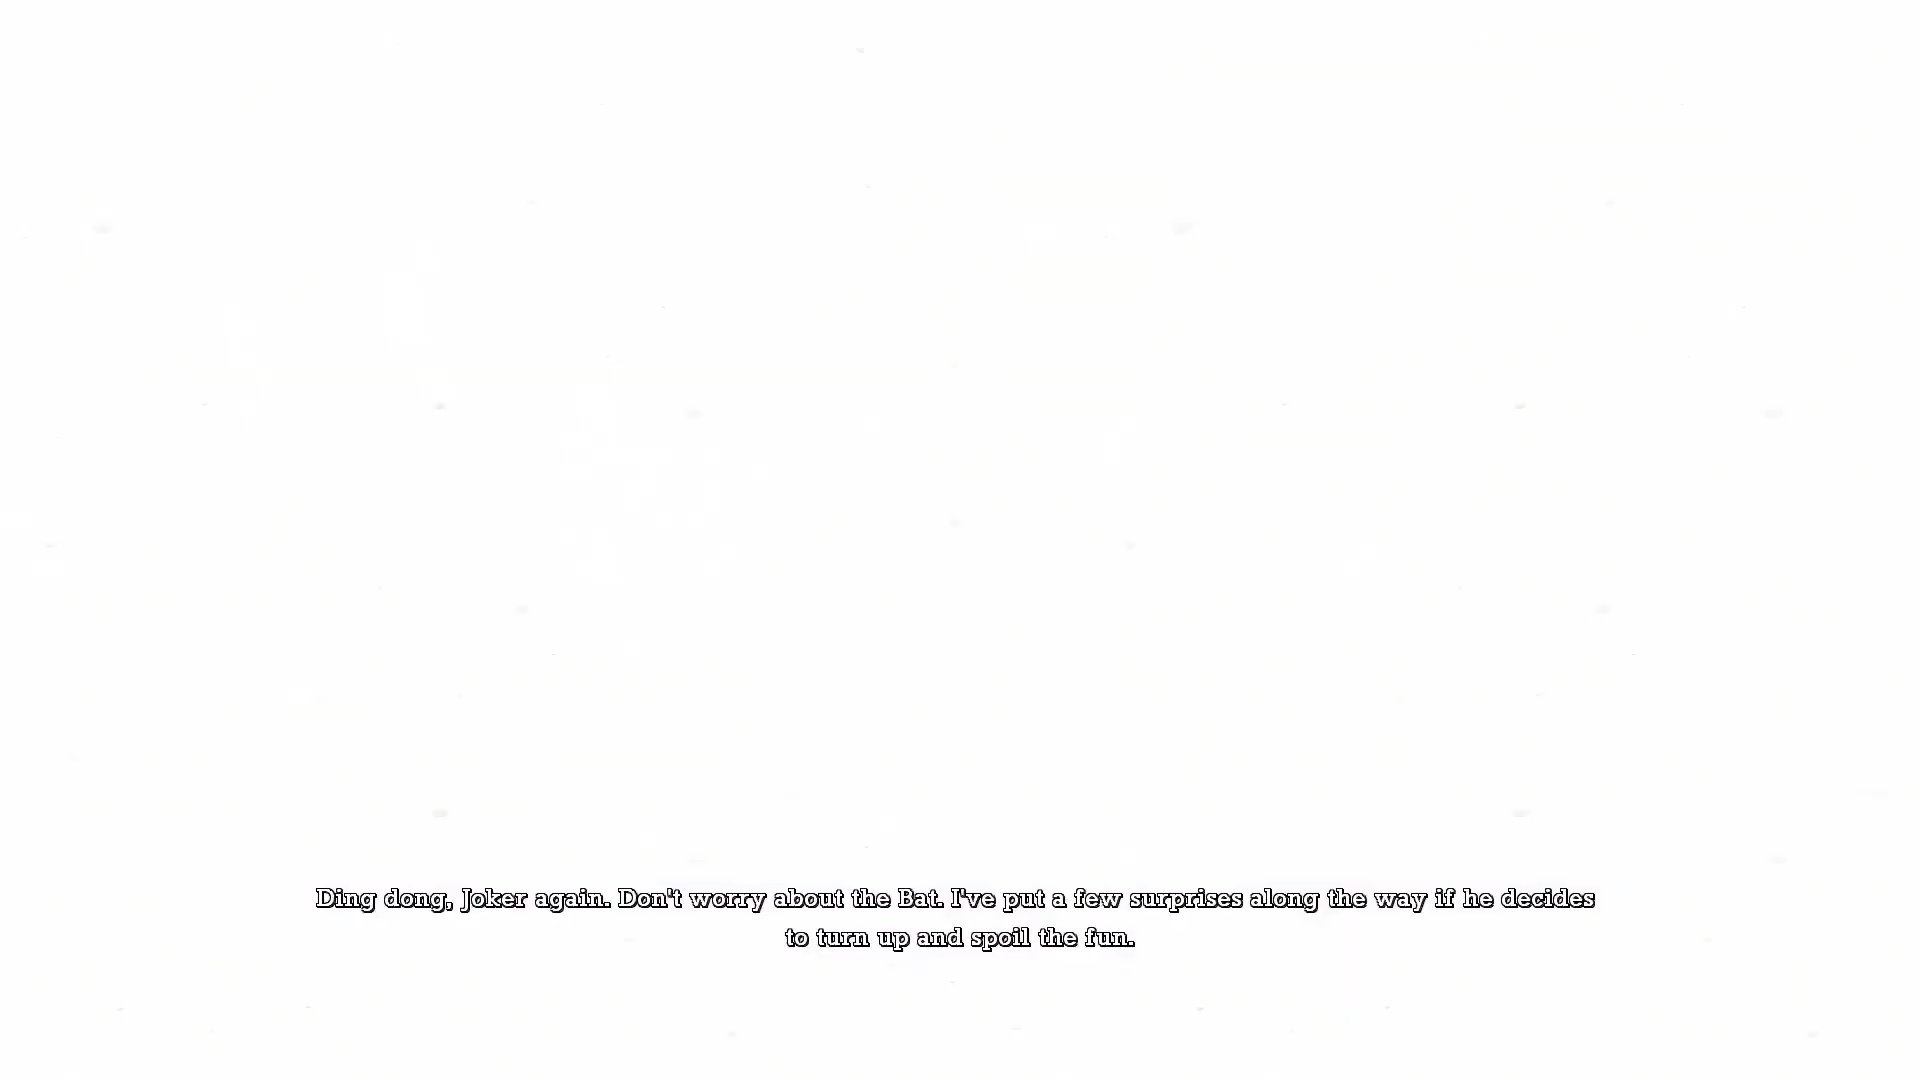 Ding dong, Joker again. Don't worry about the Bat. I've put a few surprises along the way if he decides
to turn up and spoil the fun.